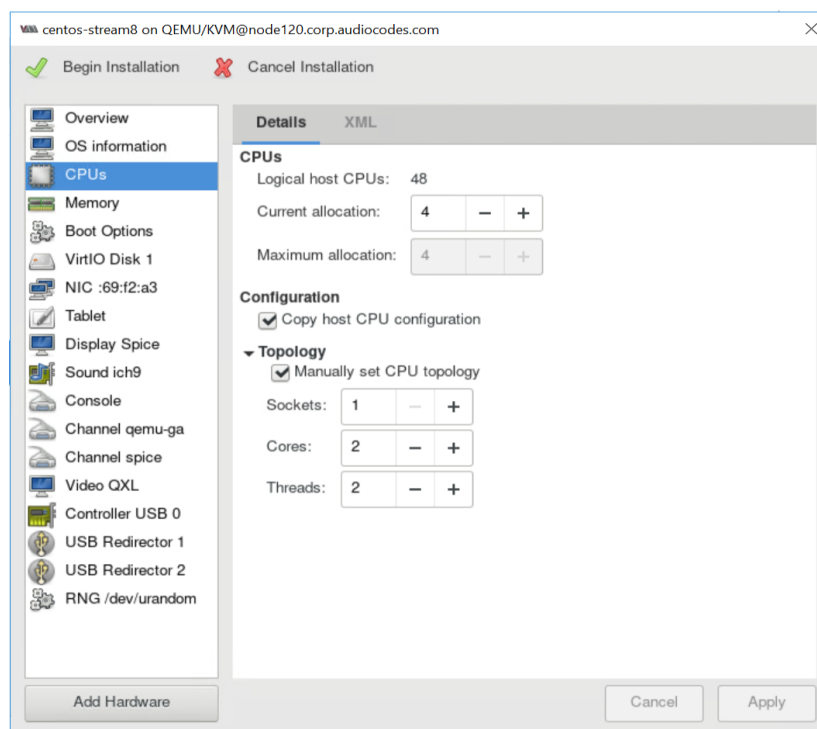 centos-stream8 on QEMU/KVM@node120.corp.audiocodes.com
Begin Installation
Cancel Installation
Overview
OS information
CPUs
Memory
Boot Options
VirtIO Disk 1
NIC :69:f2:a3
Tablet
Display Spice
Sound ich9
Console
Channel qemu-ga
Channel spice
Video QXL
Controller USB 0
USB Redirector 1
USB Redirector 2
RNG /dev/urandom
Add Hardware
Details
XML
CPUs
Logical host CPUs: 48
Current allocation: 4 − +
Maximum allocation: 4 − +
Configuration
Copy host CPU configuration
Topology
Manually set CPU topology
Sockets: 1 − +
Cores: 2 − +
Threads: 2 − +
Cancel
Apply